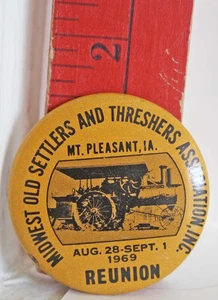 2
MIDWEST OLD SETTLERS AND THRESHERS ASSOCIATION, INC.
MT. PLEASANT, IA.
AUG. 28-SEPT. 1
1969
REUNION